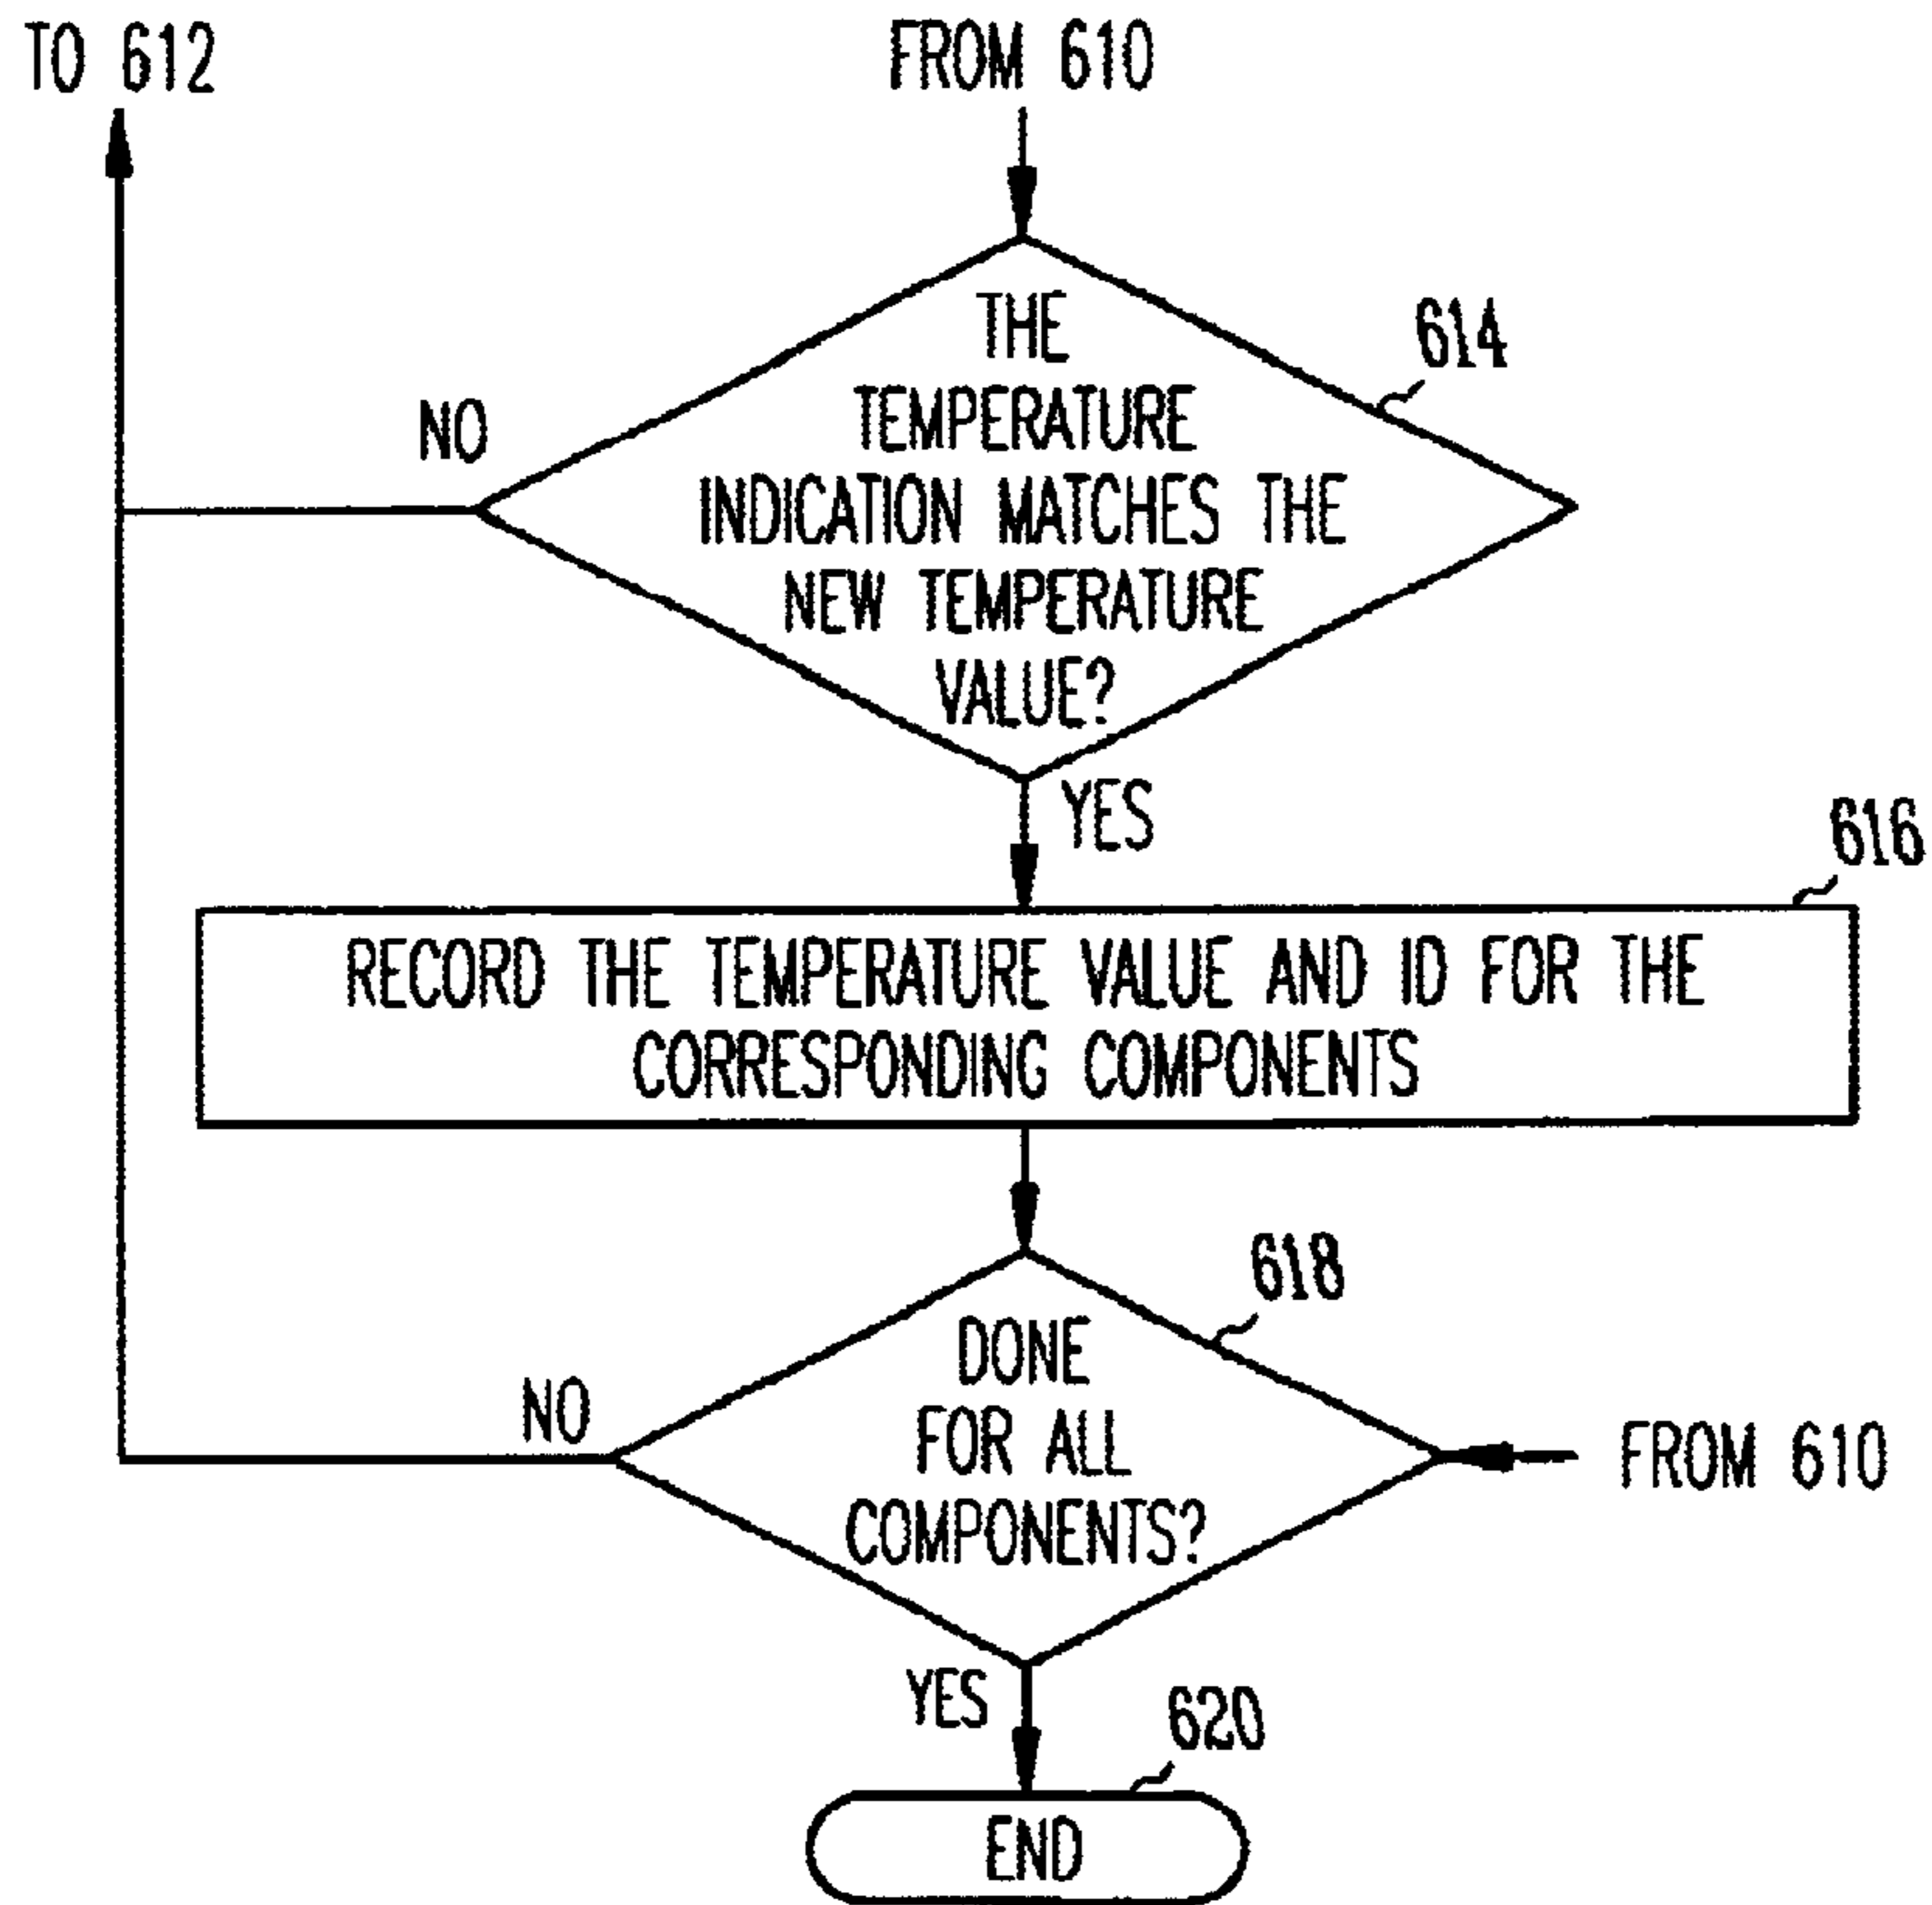 TO 612
FROM 610
THE
TEMPERATURE
INDICATION MATCHES THE
NEW TEMPERATURE
VALUE?
614
NO
YES
616
RECORD THE TEMPERATURE VALUE AND ID FOR THE
CORRESPONDING COMPONENTS
618
DONE
FOR ALL
COMPONENTS?
NO
FROM 610
YES
620
END